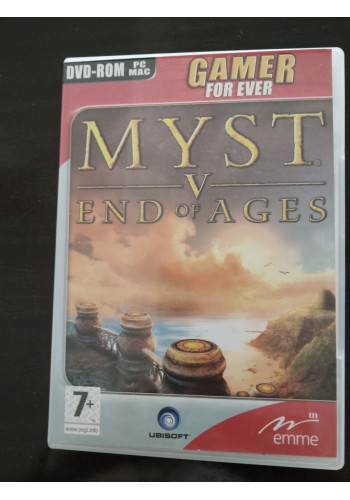 DVD-ROM PC MAC
GAMER
FOR EVER
MYST
V
END OF AGES
7+
www.pegi.info
UBISOFT
emme